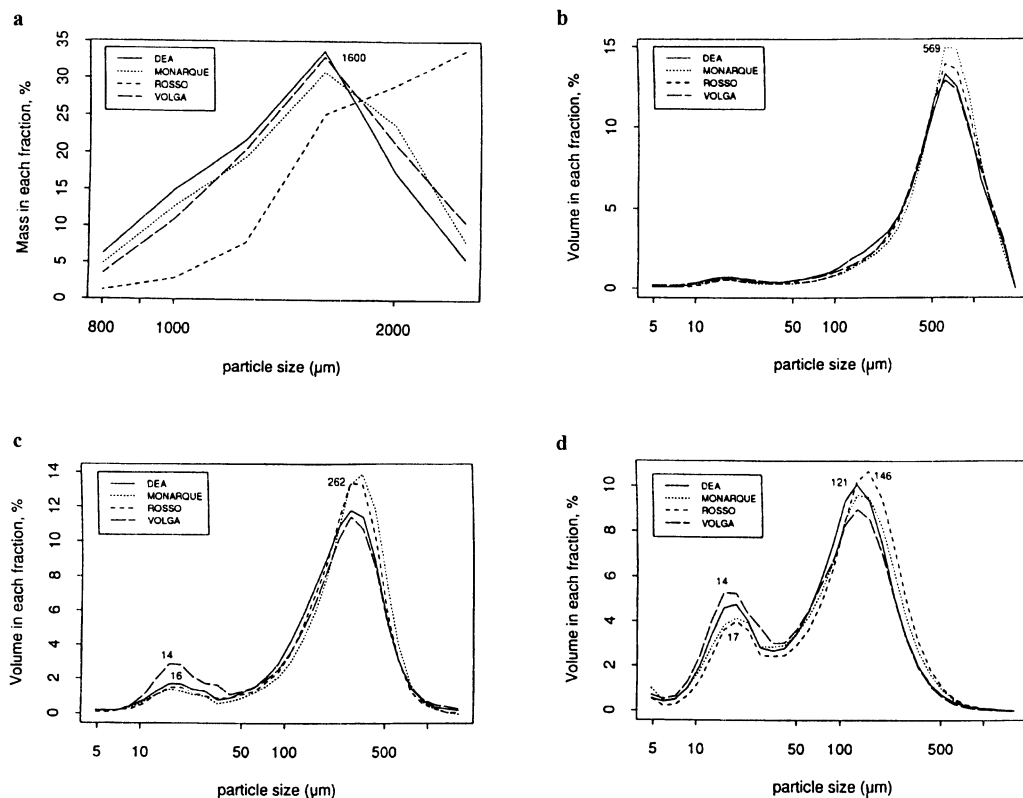 a
35
30
25
20
15
10
5
0
Mass in each fraction, %
DEA
MONARQUE
ROSSO
VOLGA
1600
800 1000 2000
particle size (µm)
b
15
10
5
0
Volume in each fraction, %
DEA
MONARQUE
ROSSO
VOLGA
569
5 10 50 100 500
particle size (µm)
c
14
12
10
8
6
4
2
0
Volume in each fraction, %
DEA
MONARQUE
ROSSO
VOLGA
262
14
16
5 10 50 100 500
particle size (µm)
d
10
8
6
4
2
0
Volume in each fraction, %
DEA
MONARQUE
ROSSO
VOLGA
121
146
14
17
5 10 50 100 500
particle size (µm)